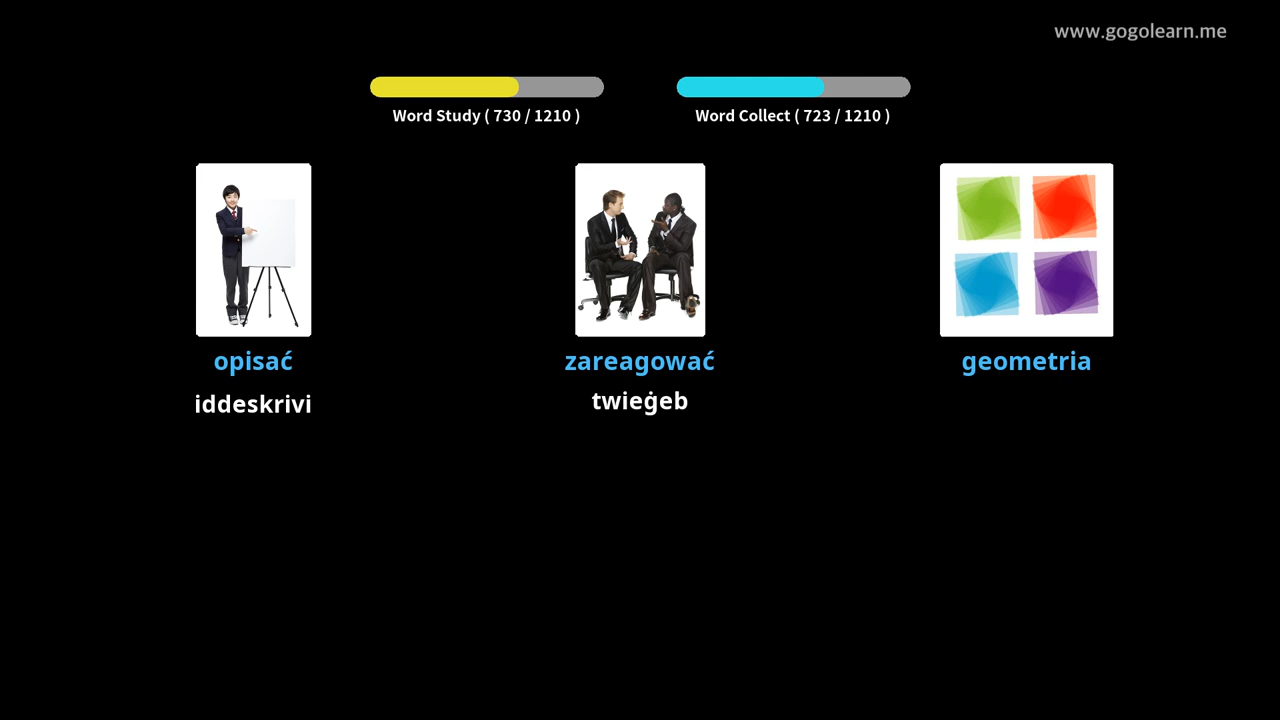 www.gogolearn.me
Word Study ( 730 / 1210 )
Word Collect ( 723 / 1210 )
opisać
zareagować
geometria
iddeskrivi
twieġeb